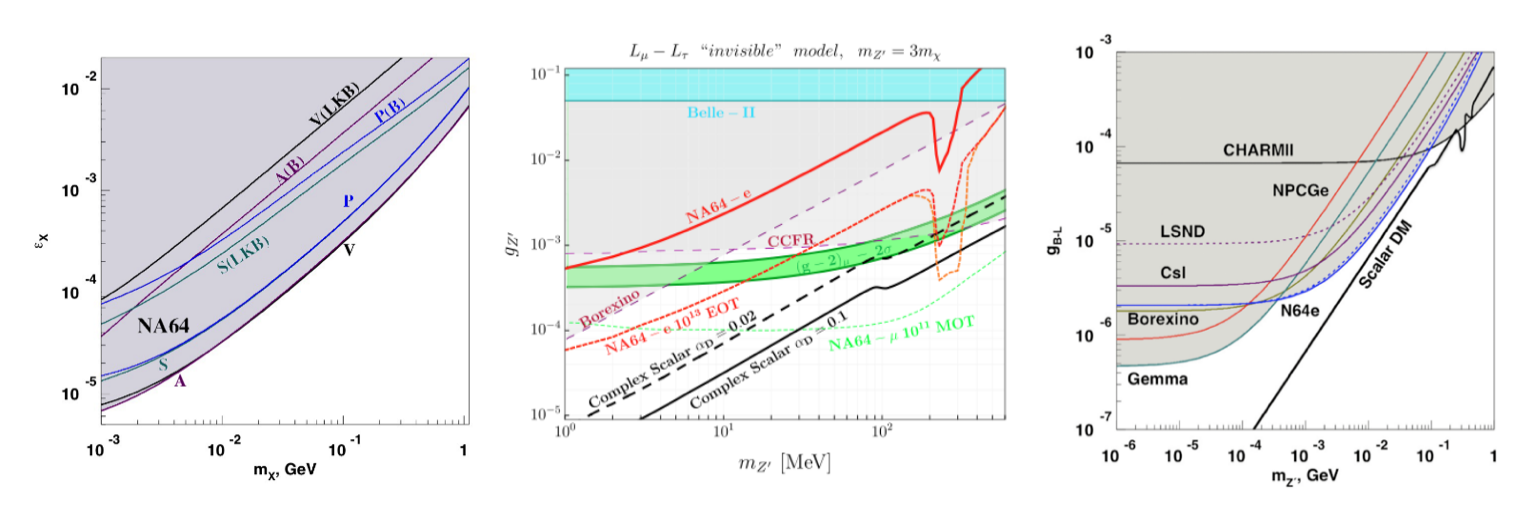 10 -2
10 -3
10 -4
10 -5
εX
V(LKB)
P(B)
A(B)
S(LKB)
P
V
NA64
S
A
10 -3
10 -2
10 -1
1
mX, GeV
Lμ − Lτ “invisible” model, mZ′ = 3mχ
10−1
10−2
10−3
10−4
10−5
gZ′
Belle − II
NA64 − e
CCFR
(g − 2)μ − 2σ
Borexino
NA64 − e 10¹³ EOT
Complex Scalar αD = 0.02
Complex Scalar αD = 0.1
NA64 − μ 10¹¹ MOT
10⁰
10¹
10²
mZ′ [MeV]
10 -3
10 -4
10 -5
10 -6
10 -7
gB-L
CHARMII
NPCGe
LSND
CsI
Scalar DM
Borexino
N64e
Gemma
10 -6
10 -5
10 -4
10 -3
10 -2
10 -1
1
mZ′, GeV